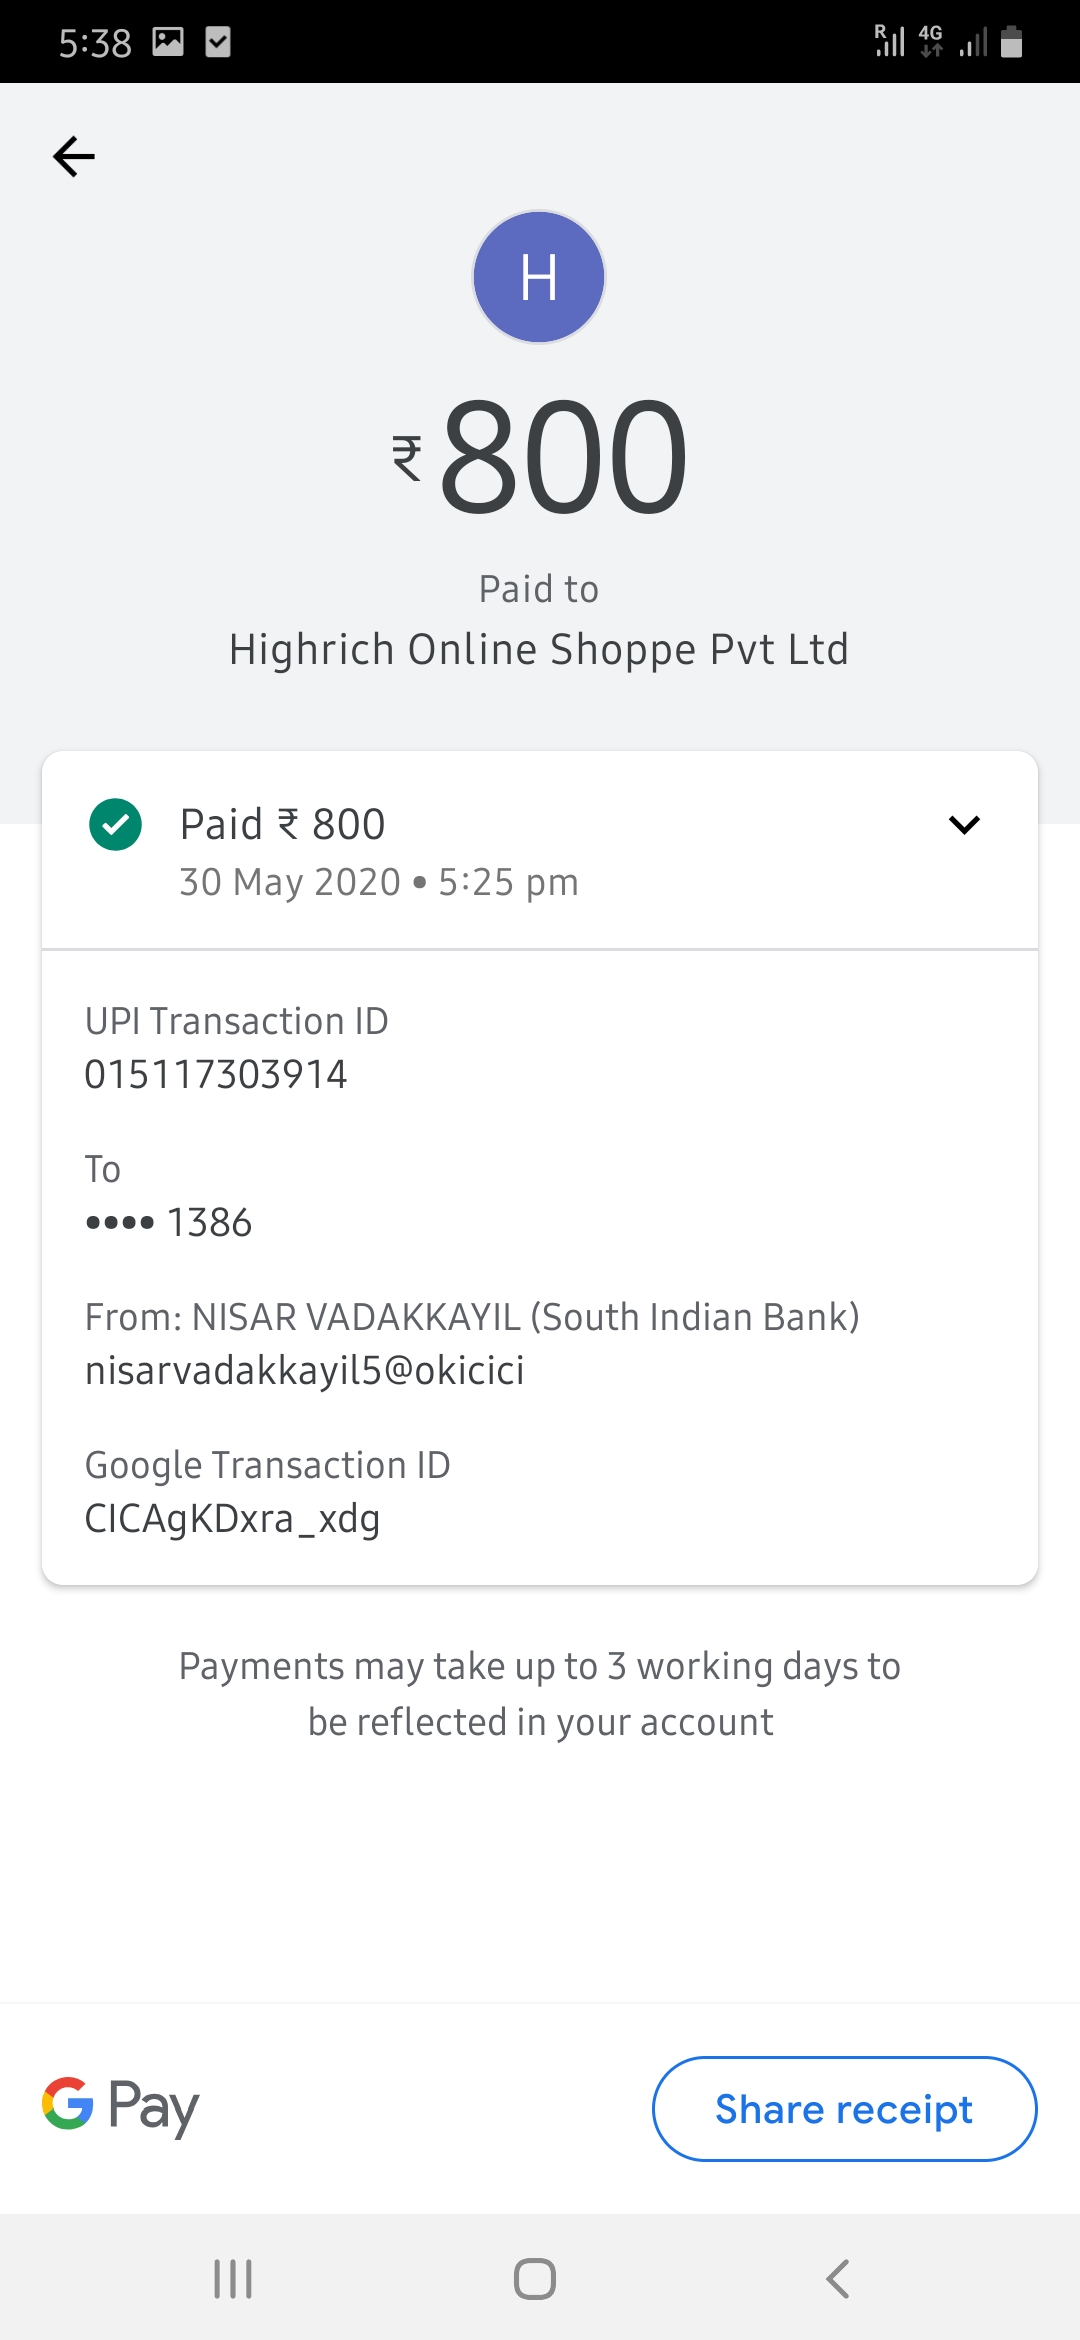 5:38
R 4G
H
₹800
Paid to
Highrich Online Shoppe Pvt Ltd
Paid ₹ 800
30 May 2020 • 5:25 pm
UPI Transaction ID
015117303914
To
•••• 1386
From: NISAR VADAKKAYIL (South Indian Bank)
nisarvadakkayil5@okicici
Google Transaction ID
CICAgKDxra_xdg
Payments may take up to 3 working days to
be reflected in your account
G Pay
Share receipt